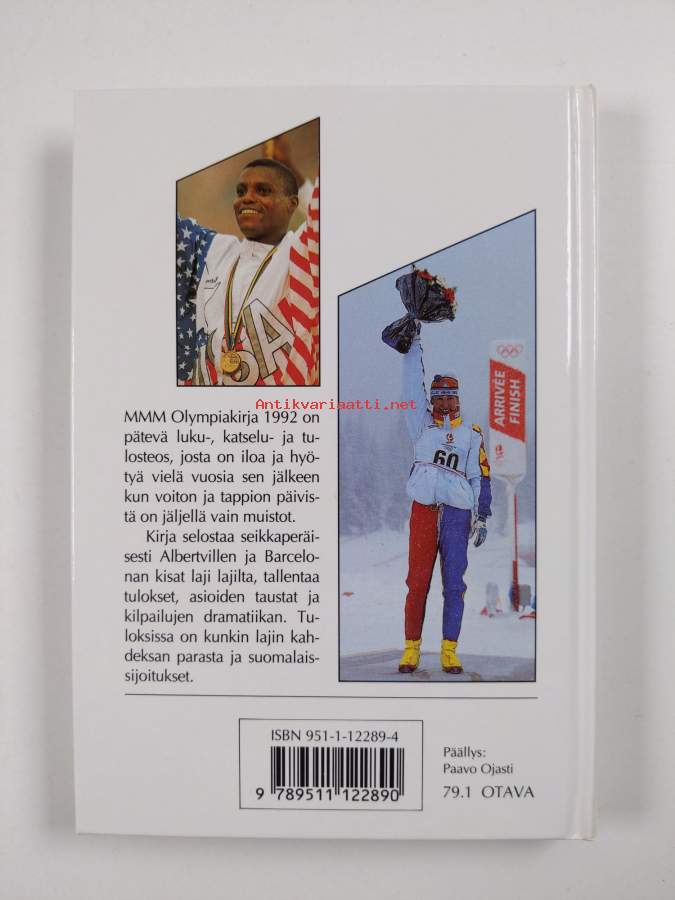 USA
ARRIVÉE
FINISH
60
Antikvariaatti.net
MMM Olympiakirja 1992 on
pätevä luku-, katselu- ja tu-
losteos, josta on iloa ja hyö-
tyä vielä vuosia sen jälkeen
kun voiton ja tappion päivis-
tä on jäljellä vain muistot.
Kirja selostaa seikkaperäi-
sesti Albertvillen ja Barcelo-
nan kisat laji lajilta, tallentaa
tulokset, asioiden taustat ja
kilpailujen dramatiikan. Tu-
loksissa on kunkin lajin kah-
deksan parasta ja suomalais-
sijoitukset.
ISBN 951-1-12289-4
9 789511 122890
Päällys:
Paavo Ojasti
79.1 OTAVA